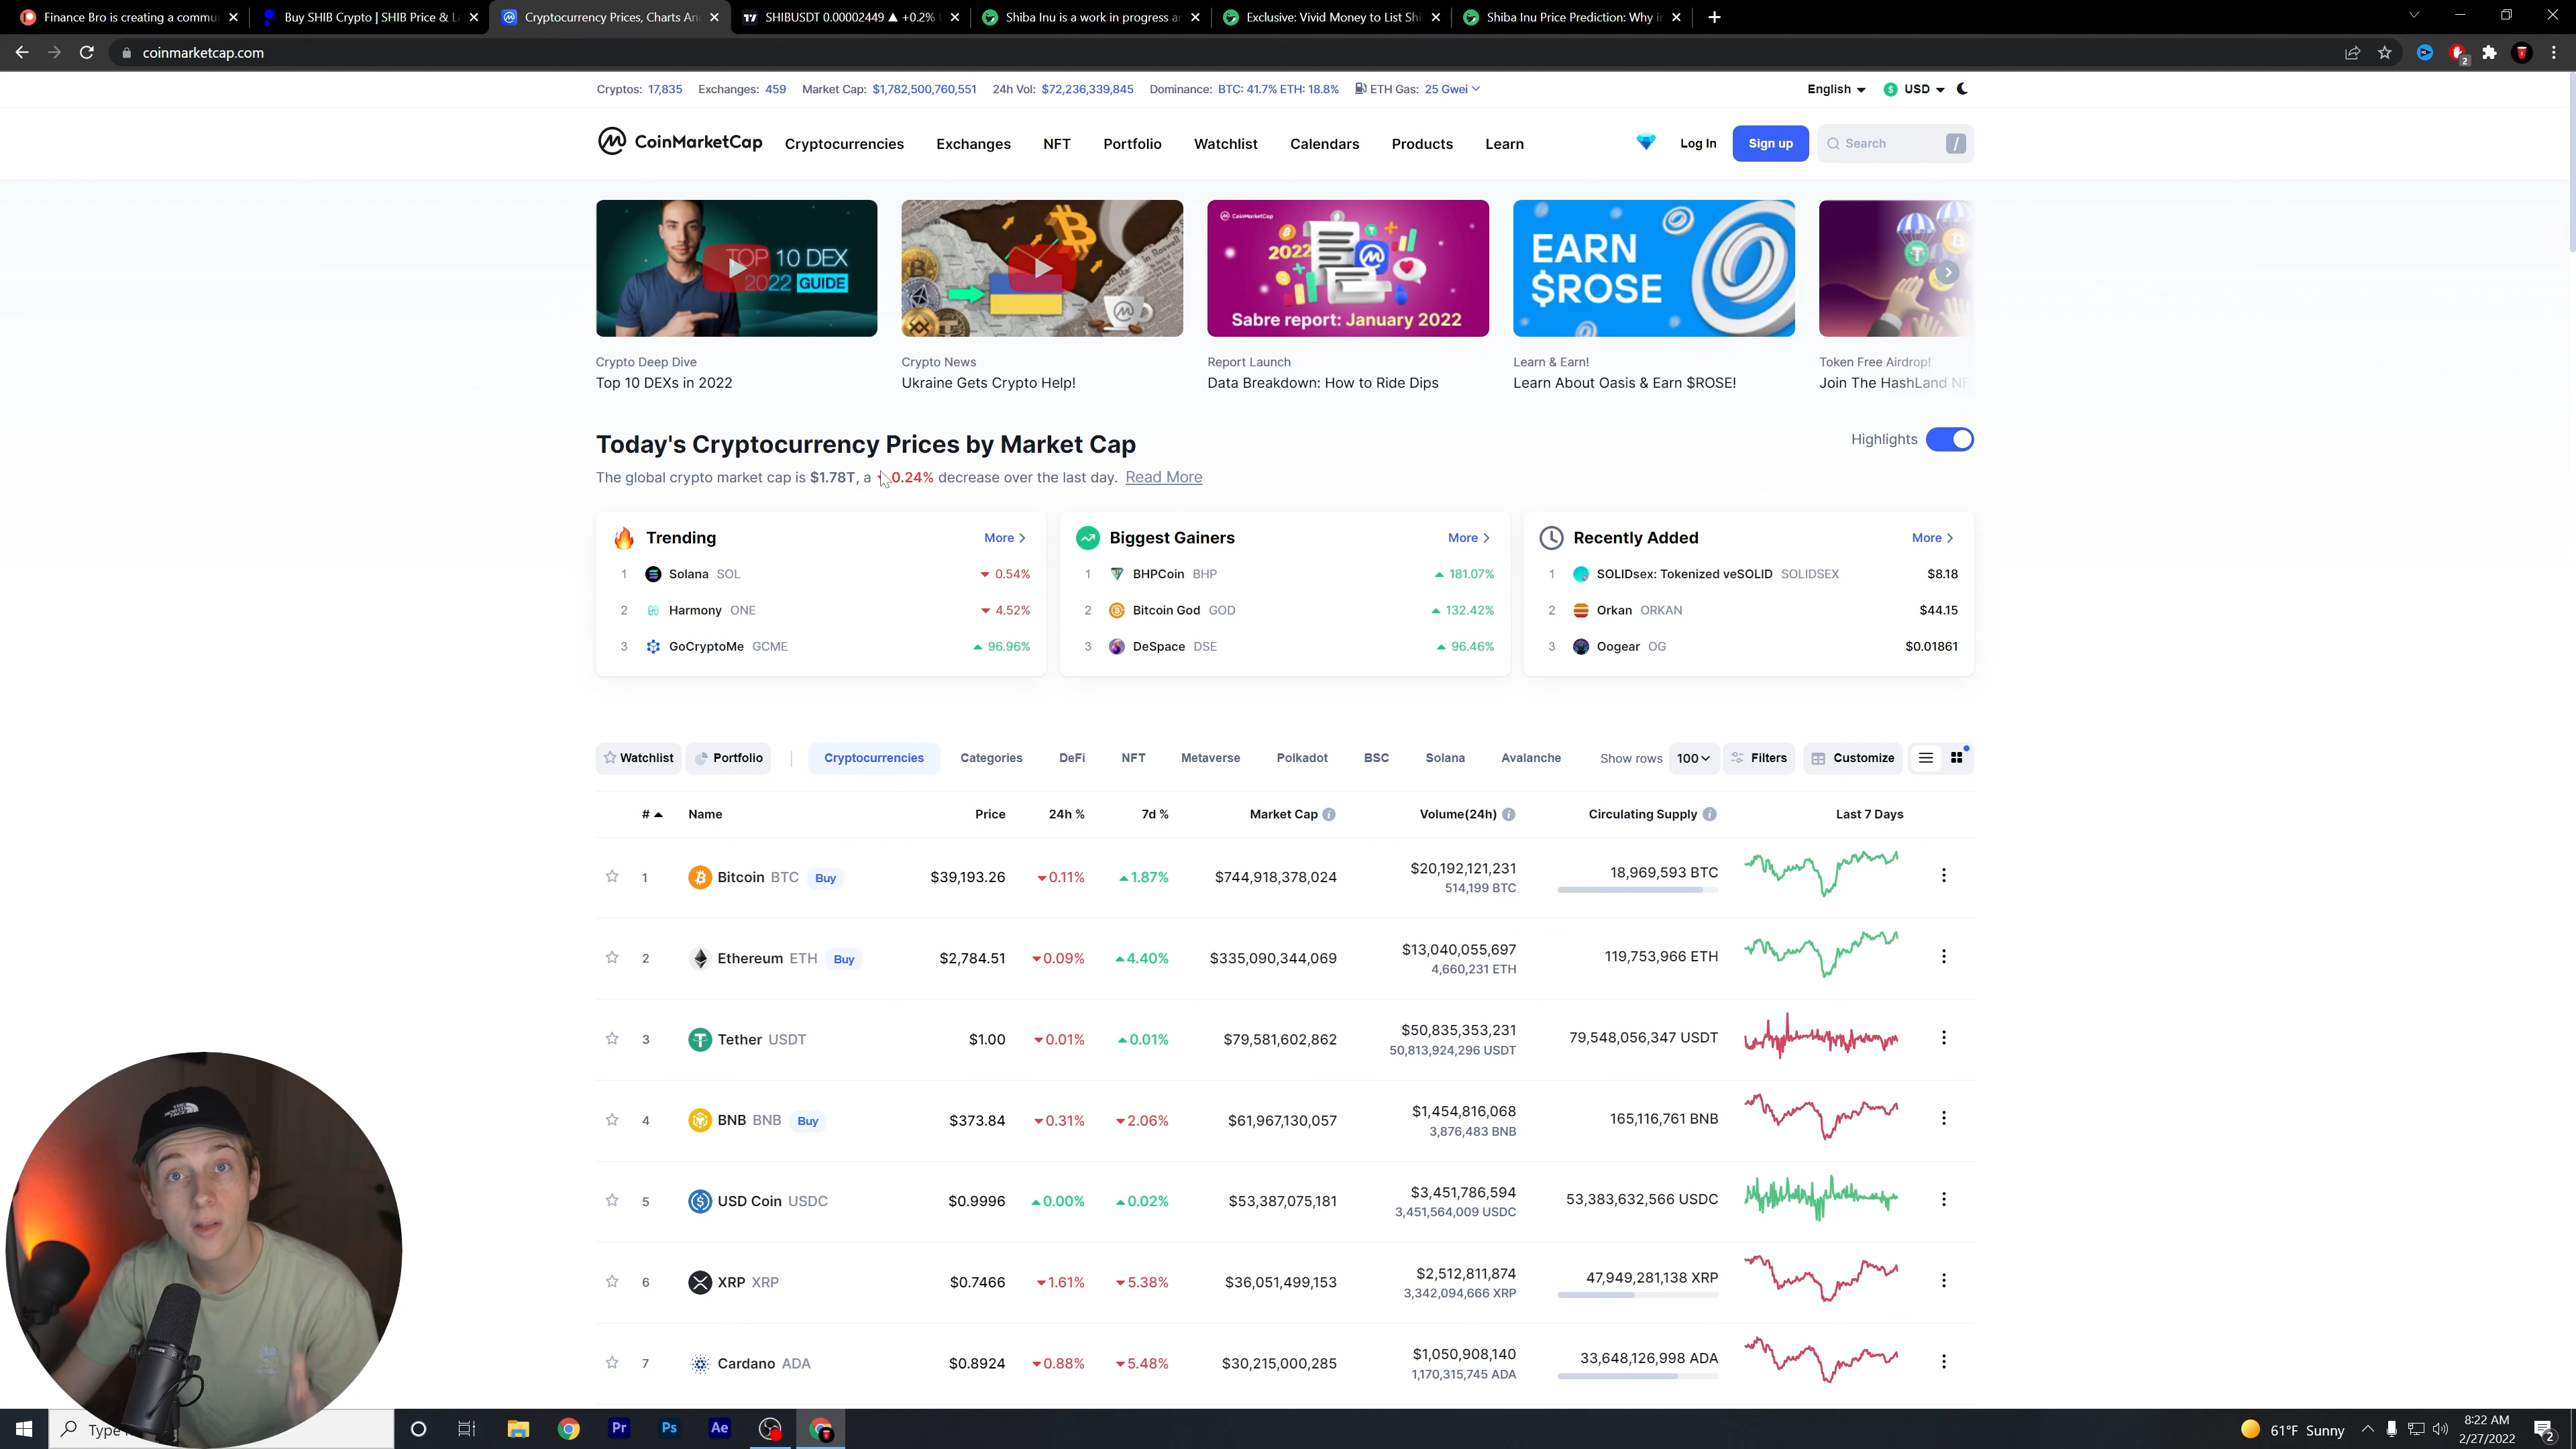 Finance Bro is creating a commu
Buy SHIB Crypto | SHIB Price & L
Cryptocurrency Prices, Charts An
SHIBUSDT 0.00002449 ▲ +0.2%
Shiba Inu is a work in progress a
Exclusive: Vivid Money to List Shi
Shiba Inu Price Prediction: Why i
coinmarketcap.com
2
Cryptos: 17,835 Exchanges: 459 Market Cap: $1,782,500,760,551 24h Vol: $72,236,339,845 Dominance: BTC: 41.7% ETH: 18.8% ETH Gas: 25 Gwei
English USD
CoinMarketCap Cryptocurrencies Exchanges NFT Portfolio Watchlist Calendars Products Learn
Log In Sign up Search /
TOP 10 DEX
2022 GUIDE
CoinMarketCap
2022
Sabre report: January 2022
EARN
$ROSE
Crypto Deep Dive
Top 10 DEXs in 2022
Crypto News
Ukraine Gets Crypto Help!
Report Launch
Data Breakdown: How to Ride Dips
Learn & Earn!
Learn About Oasis & Earn $ROSE!
Token Free Airdrop!
Join The HashLand NF
Today's Cryptocurrency Prices by Market Cap
Highlights
The global crypto market cap is $1.78T, a 0.24% decrease over the last day. Read More
Trending More
1 Solana SOL 0.54%
2 Harmony ONE 4.52%
3 GoCryptoMe GCME 96.96%
Biggest Gainers More
1 BHPCoin BHP 181.07%
2 Bitcoin God GOD 132.42%
3 DeSpace DSE 96.46%
Recently Added More
1 SOLIDsex: Tokenized veSOLID SOLIDSEX $8.18
2 Orkan ORKAN $44.15
3 Oogear OG $0.01861
Watchlist Portfolio Cryptocurrencies Categories DeFi NFT Metaverse Polkadot BSC Solana Avalanche Show rows 100 Filters Customize
# Name Price 24h % 7d % Market Cap Volume(24h) Circulating Supply Last 7 Days
1 Bitcoin BTC Buy $39,193.26 0.11% 1.87% $744,918,378,024 $20,192,121,231 18,969,593 BTC
514,199 BTC
2 Ethereum ETH Buy $2,784.51 0.09% 4.40% $335,090,344,069 $13,040,055,697 119,753,966 ETH
4,660,231 ETH
3 Tether USDT $1.00 0.01% 0.01% $79,581,602,862 $50,835,353,231 79,548,056,347 USDT
50,813,924,296 USDT
4 BNB BNB Buy $373.84 0.31% 2.06% $61,967,130,057 $1,454,816,068 165,116,761 BNB
3,876,483 BNB
5 USD Coin USDC $0.9996 0.00% 0.02% $53,387,075,181 $3,451,786,594 53,383,632,566 USDC
3,451,564,009 USDC
6 XRP XRP $0.7466 1.61% 5.38% $36,051,499,153 $2,512,811,874 47,949,281,138 XRP
3,342,094,666 XRP
7 Cardano ADA $0.8924 0.88% 5.48% $30,215,000,285 $1,050,908,140 33,648,126,998 ADA
1,170,315,745 ADA
THE NORTH FACE
Type
Pr Ps Ae
61°F Sunny
8:22 AM
2/27/2022
2